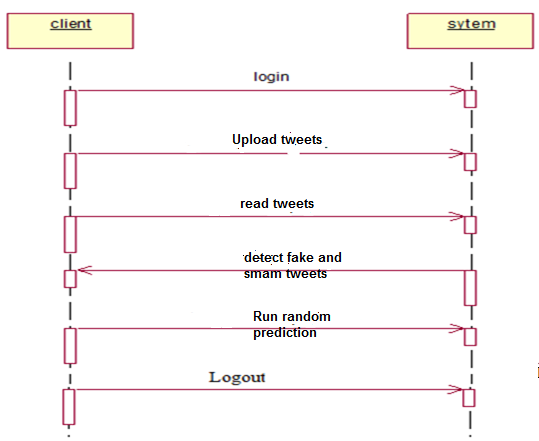 client
sytem
login
Upload tweets
read tweets
detect fake and
smam tweets
Run random
prediction
Logout